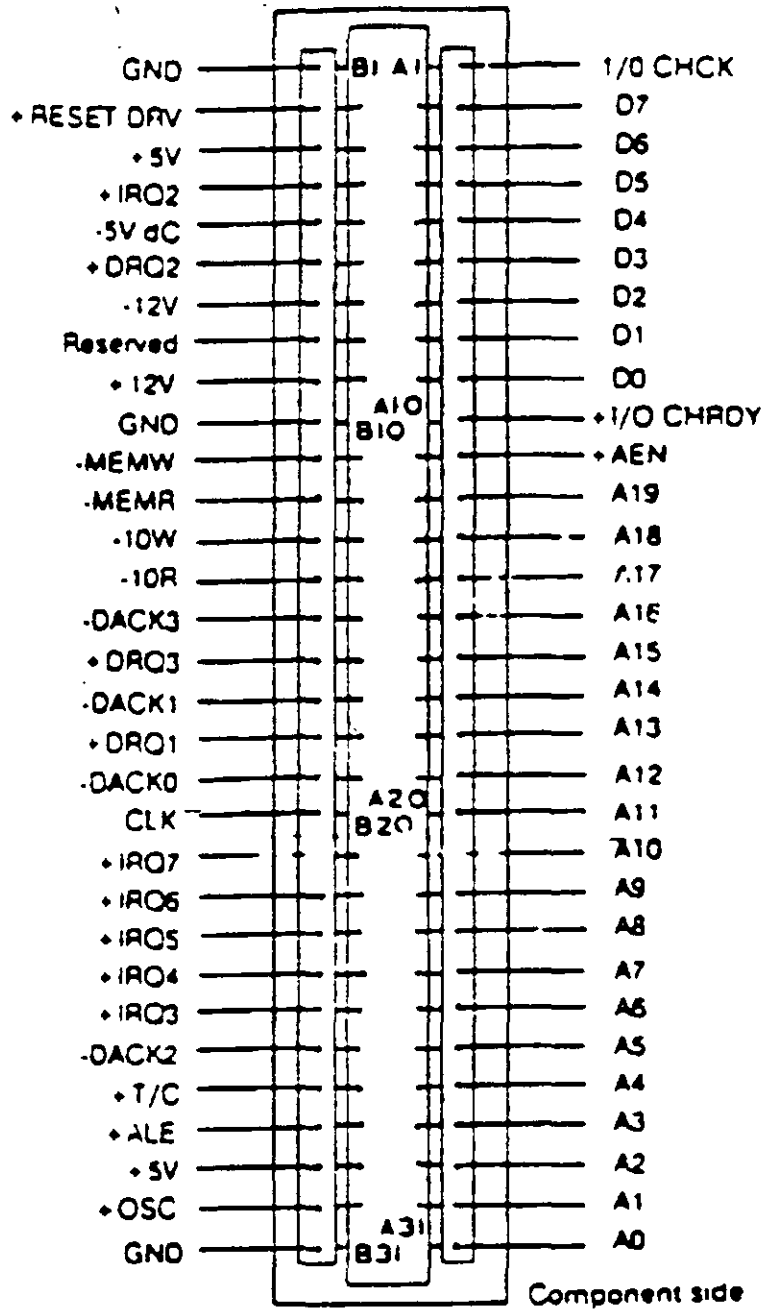 GND B1 A1 I/O CHCK
+ RESET DRV D7
+ 5V D6
+ IRQ2 D5
-5V dC D4
+ DRQ2 D3
-12V D2
Reserved D1
+ 12V D0
GND B10 A10 + I/O CHRDY
-MEMW + AEN
-MEMR A19
-10W A18
-10R A17
-DACK3 A16
+ DRQ3 A15
-DACK1 A14
+ DRQ1 A13
-DACK0 A12
CLK B20 A20 A11
+ IRQ7 A10
+ IRQ6 A9
+ IRQ5 A8
+ IRQ4 A7
+ IRQ3 A6
-DACK2 A5
+ T/C A4
+ ALE A3
+ 5V A2
+ OSC A1
GND B31 A31 A0
Component side